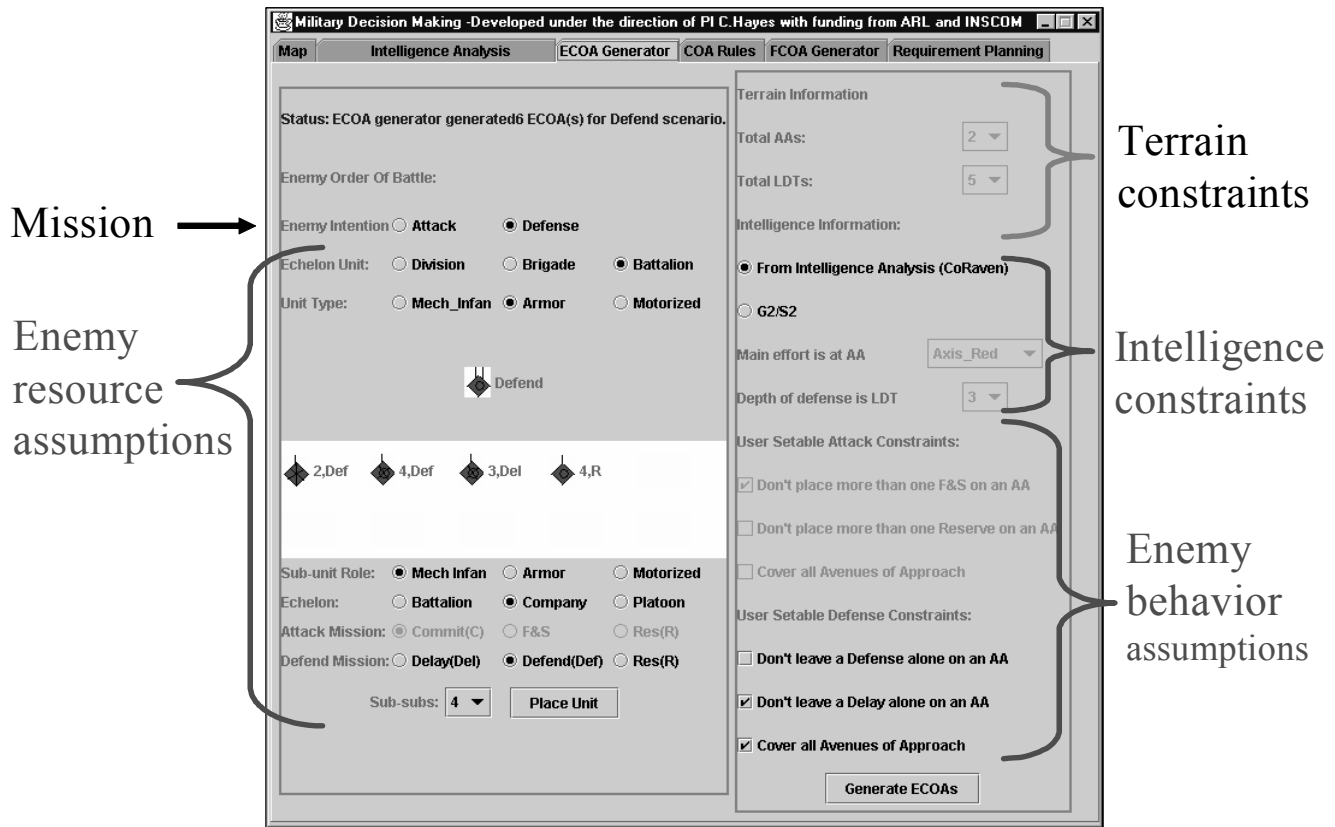 Military Decision Making -Developed under the direction of PI C.Hayes with funding from ARL and INSCOM
Map Intelligence Analysis ECOA Generator COA Rules FCOA Generator Requirement Planning
Status: ECOA generator generated6 ECOA(s) for Defend scenario.
Enemy Order Of Battle:
Mission
Enemy Intention Attack Defense
Echelon Unit: Division Brigade Battalion
Unit Type: Mech_Infan Armor Motorized
Enemy
resource
assumptions
Defend
2,Def 4,Def 3,Del 4,R
Sub-unit Role: Mech Infan Armor Motorized
Echelon: Battalion Company Platoon
Attack Mission: Commit(C) F&S Res(R)
Defend Mission: Delay(Del) Defend(Def) Res(R)
Sub-subs: 4 Place Unit
Terrain Information
Total AAs: 2
Total LDTs: 5
Intelligence Information:
Terrain
constraints
From Intelligence Analysis (CoRaven)
G2/S2
Main effort is at AA Axis_Red
Depth of defense is LDT 3
Intelligence
constraints
User Setable Attack Constraints:
Don't place more than one F&S on an AA
Don't place more than one Reserve on an AA
Cover all Avenues of Approach
User Setable Defense Constraints:
Don't leave a Defense alone on an AA
Don't leave a Delay alone on an AA
Cover all Avenues of Approach
Generate ECOAs
Enemy
behavior
assumptions